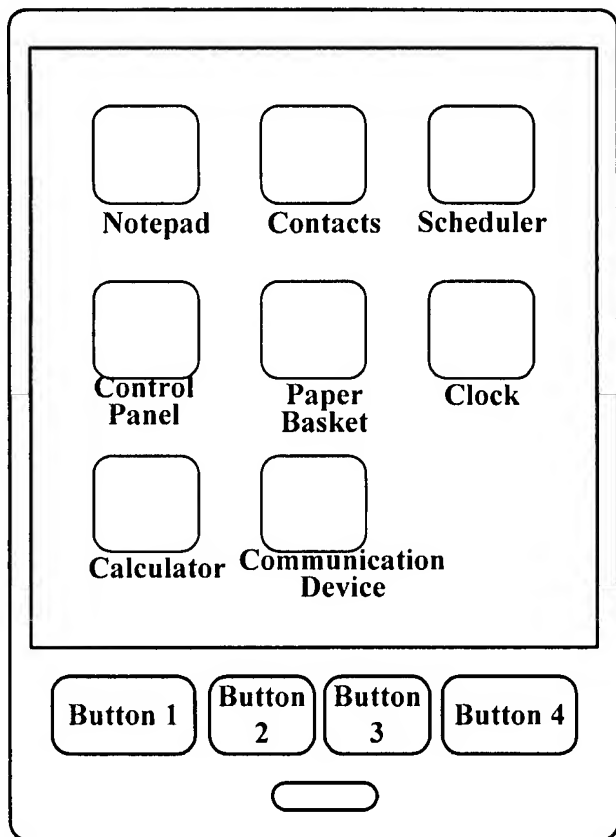 Notepad Contacts Scheduler
Control Panel
Paper Basket
Clock
Calculator
Communication Device
Button 1
Button 2
Button 3
Button 4